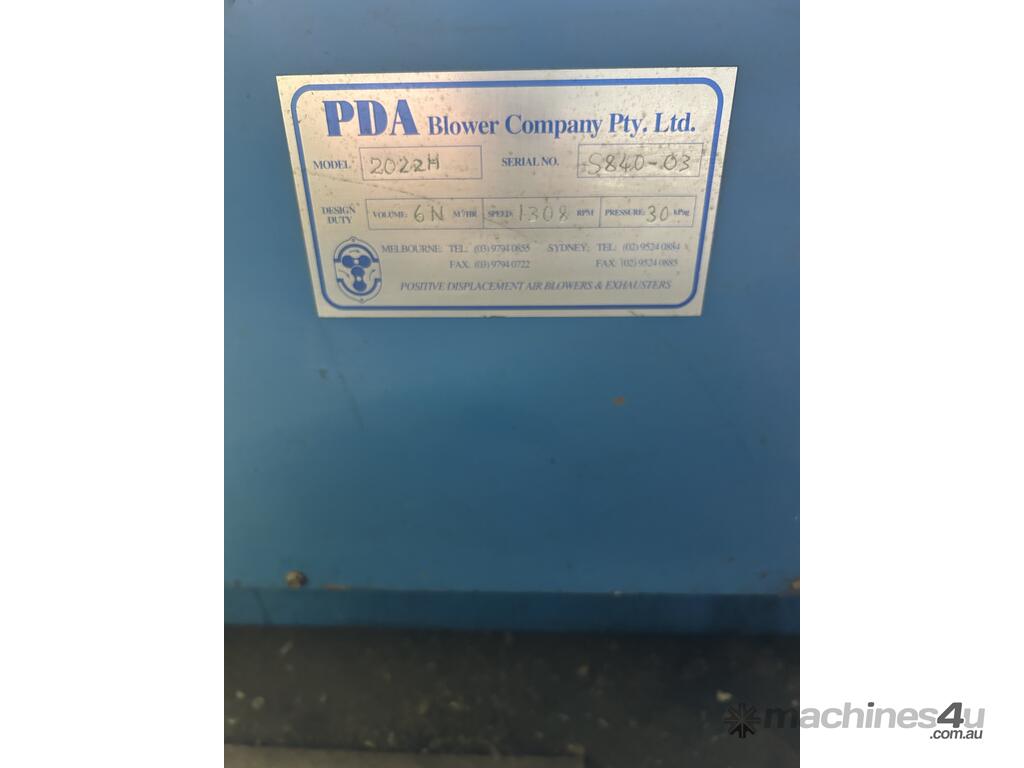 PDA Blower Company Pty. Ltd.
MODEL 2022H SERIAL NO. S840-03
DESIGN DUTY VOLUME: 6N M³/HR SPEED: 1308 RPM PRESSURE: 30 kPag
MELBOURNE: TEL: (03) 9794 0855 SYDNEY: TEL: (02) 9524 0884
FAX: (03) 9794 0722 FAX: (02) 9524 0885
POSITIVE DISPLACEMENT AIR BLOWERS & EXHAUSTERS
machines4u
.com.au